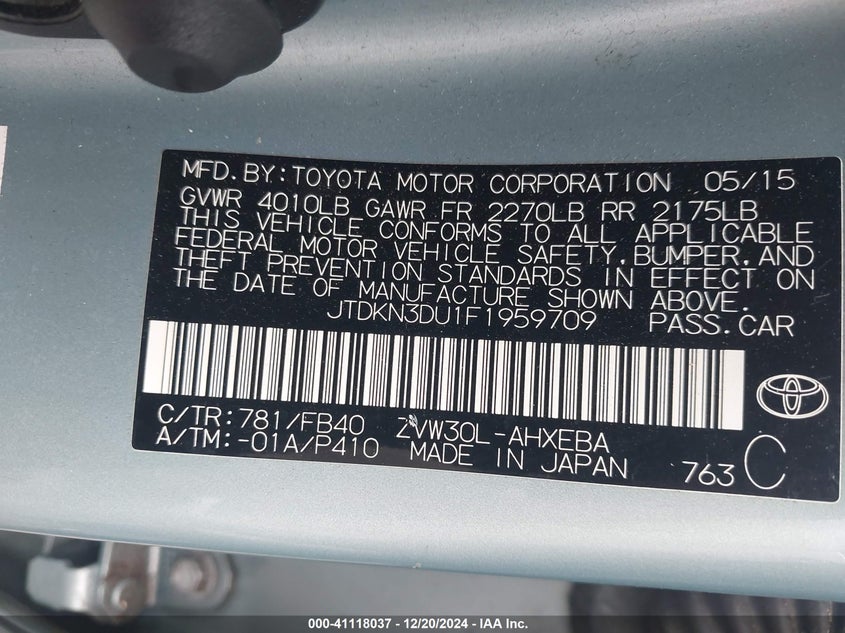 MFD. BY: TOYOTA MOTOR CORPORATION 05/15
GVWR 4010LB GAWR FR 2270LB RR 2175LB
THIS VEHICLE CONFORMS TO ALL APPLICABLE
FEDERAL MOTOR VEHICLE SAFETY, BUMPER, AND
THEFT PREVENTION STANDARDS IN EFFECT ON
THE DATE OF MANUFACTURE SHOWN ABOVE.
JTDKN3DU1F1959709 PASS. CAR
C/TR: 781/FB40 ZVW30L-AHXEBA
A/TM: -01A/P410 MADE IN JAPAN 763 C
000-41118037 - 12/20/2024 - IAA Inc.